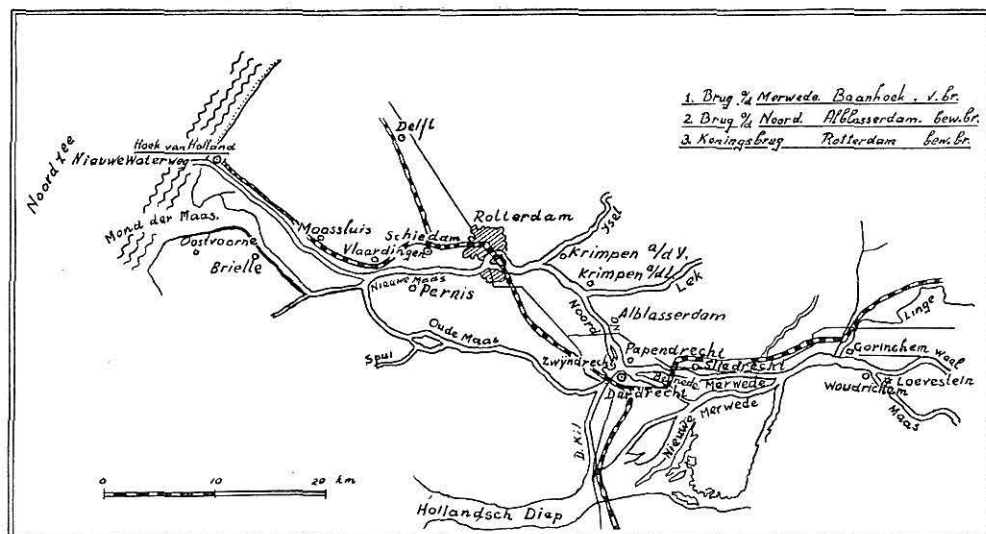 1. Brug o/d Merwede. Baanhoek. v.br.
2. Brug o/d Noord. Alblasserdam. bew.br.
3. Koningsbrug Rotterdam bew.br.
Noordzee
Hoek van Holland
Nieuwe Waterweg
Mond der Maas.
Oostvoorne
Brielle
Maassluis
Vlaardingen
Schiedam
Delft
Rotterdam
Nieuwe Maas
Pernis
Ysel
Krimpen a/d Y.
Krimpen a/d L.
Lek
Noord
Alblasserdam
2
Oude Maas
Spui
Zwijndrecht
Papendrecht
Sliedrecht
Beneden Merwede
Dordrecht
Nieuwe Merwede
D. Kil
Gorinchem
Linge
Waal
Woudrichem
Loevestein
Maas
0 10 20 km
Hollandsch Diep